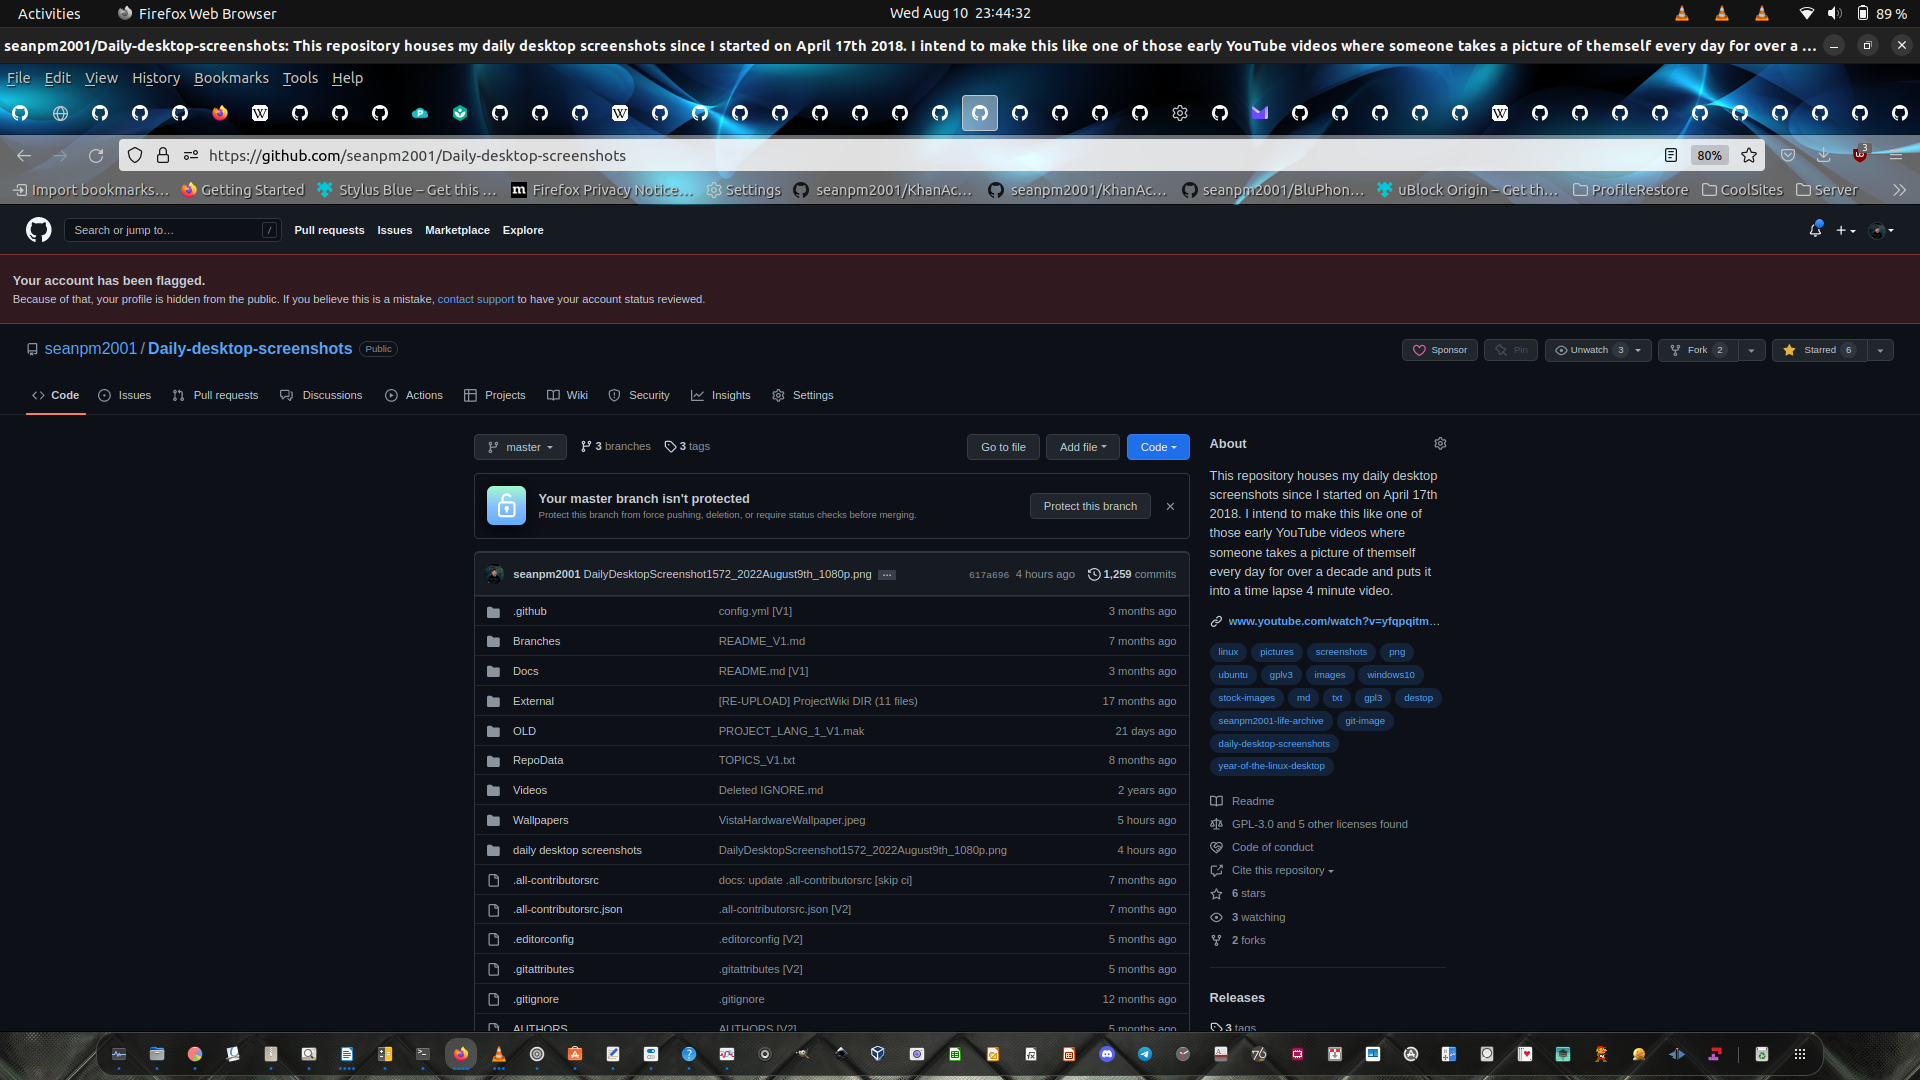 Activities
Firefox Web Browser
Wed Aug 10 23:44:32
89 %
seanpm2001/Daily-desktop-screenshots: This repository houses my daily desktop screenshots since I started on April 17th 2018. I intend to make this like one of those early YouTube videos where someone takes a picture of themself every day for over a ...
File Edit View History Bookmarks Tools Help
https://github.com/seanpm2001/Daily-desktop-screenshots
80%
3
Import bookmarks... Getting Started Stylus Blue – Get this ... Firefox Privacy Notice... Settings seanpm2001/KhanAc... seanpm2001/KhanAc... seanpm2001/BluPhon... uBlock Origin – Get th... ProfileRestore CoolSites Server
Search or jump to... /
Pull requests Issues Marketplace Explore
Your account has been flagged.
Because of that, your profile is hidden from the public. If you believe this is a mistake, contact support to have your account status reviewed.
seanpm2001 / Daily-desktop-screenshots Public
Sponsor Pin Unwatch 3 Fork 2 Starred 6
Code Issues Pull requests Discussions Actions Projects Wiki Security Insights Settings
master 3 branches 3 tags
Go to file Add file Code
Your master branch isn't protected
Protect this branch from force pushing, deletion, or require status checks before merging.
Protect this branch
seanpm2001 DailyDesktopScreenshot1572_2022August9th_1080p.png ... 617a696 4 hours ago 1,259 commits
.github config.yml [V1] 3 months ago
Branches README_V1.md 7 months ago
Docs README.md [V1] 3 months ago
External [RE-UPLOAD] ProjectWiki DIR (11 files) 17 months ago
OLD PROJECT_LANG_1_V1.mak 21 days ago
RepoData TOPICS_V1.txt 8 months ago
Videos Deleted IGNORE.md 2 years ago
Wallpapers VistaHardwareWallpaper.jpeg 5 hours ago
daily desktop screenshots DailyDesktopScreenshot1572_2022August9th_1080p.png 4 hours ago
.all-contributorsrc docs: update .all-contributorsrc [skip ci] 7 months ago
.all-contributorsrc.json .all-contributorsrc.json [V2] 7 months ago
.editorconfig .editorconfig [V2] 5 months ago
.gitattributes .gitattributes [V2] 5 months ago
.gitignore .gitignore 12 months ago
AUTHORS AUTHORS [V2] 5 months ago
About
This repository houses my daily desktop
screenshots since I started on April 17th
2018. I intend to make this like one of
those early YouTube videos where
someone takes a picture of themself
every day for over a decade and puts it
into a time lapse 4 minute video.
www.youtube.com/watch?v=yfqpqitm...
linux pictures screenshots png
ubuntu gplv3 images windows10
stock-images md txt gpl3 destop
seanpm2001-life-archive git-image
daily-desktop-screenshots
year-of-the-linux-desktop
Readme
GPL-3.0 and 5 other licenses found
Code of conduct
Cite this repository
6 stars
3 watching
2 forks
Releases
3 tags